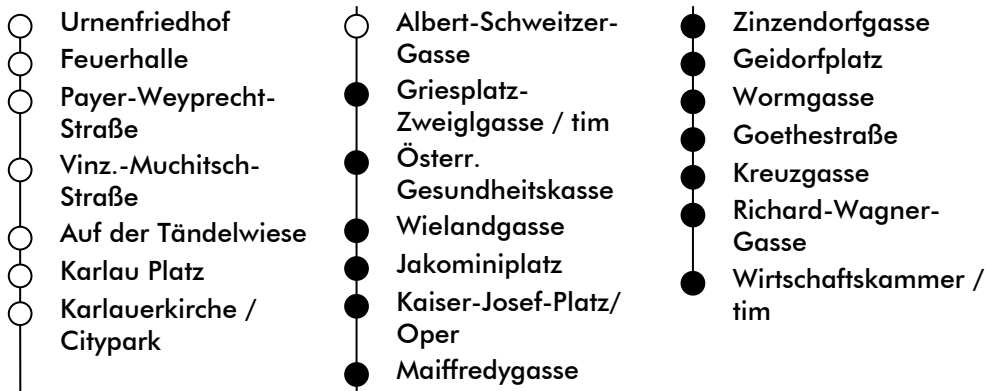 Urnenfriedhof
Feuerhalle
Payer-Weyprecht-
Straße
Vinz.-Muchitsch-
Straße
Auf der Tändelwiese
Karlau Platz
Karlauerkirche /
Citypark
Albert-Schweitzer-
Gasse
Griesplatz-
Zweiglgasse / tim
Österr.
Gesundheitskasse
Wielandgasse
Jakominiplatz
Kaiser-Josef-Platz/
Oper
Maiffredygasse
Zinzendorfgasse
Geidorfplatz
Wormgasse
Goethestraße
Kreuzgasse
Richard-Wagner-
Gasse
Wirtschaftskammer /
tim